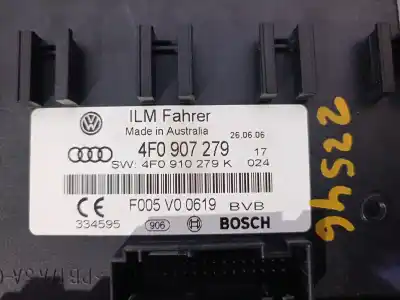 ILM Fahrer
Made in Australia 26.06.06
4F0 907 279 17
SW: 4F0 910 279 K 024
F005 V0 0619 BVB
CE
334595 906 BOSCH
22546